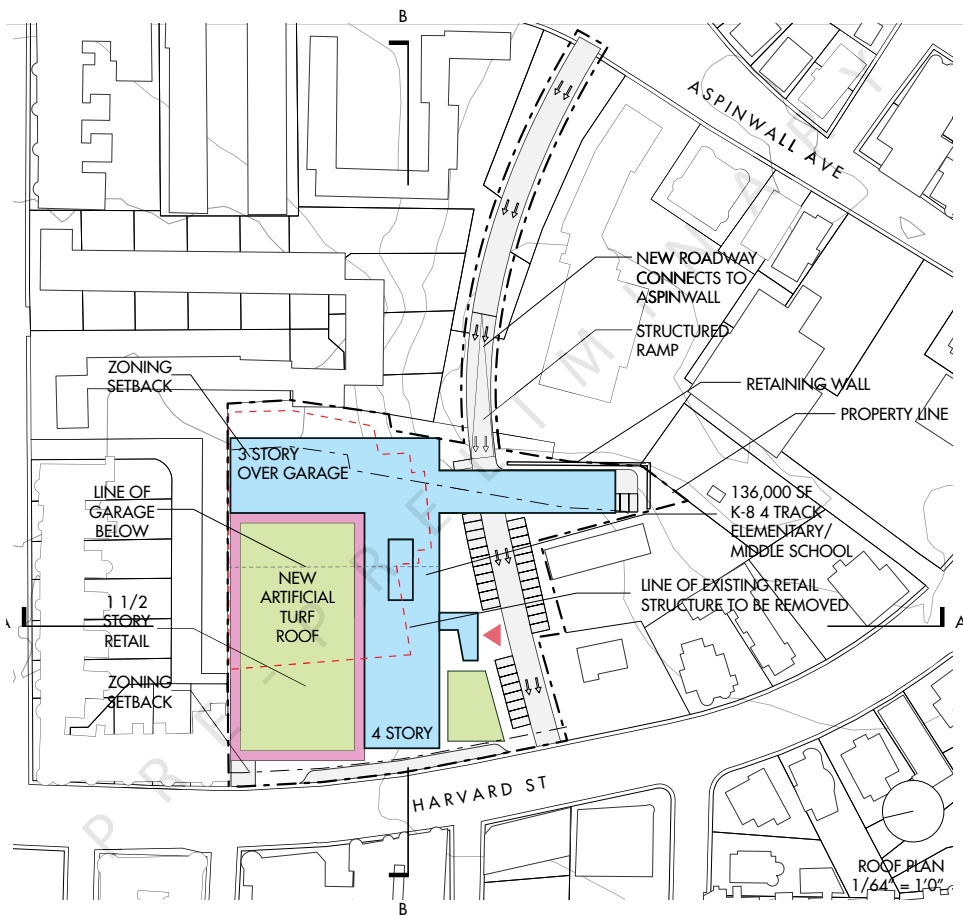 B
ASPINWALL AVE
NEW ROADWAY
CONNECTS TO
ASPINWALL
STRUCTURED
RAMP
ZONING
SETBACK
RETAINING WALL
PROPERTY LINE
3 STORY
OVER GARAGE
LINE OF
GARAGE
BELOW
136,000 SF
K-8 4 TRACK
ELEMENTARY/
MIDDLE SCHOOL
NEW
ARTIFICIAL
TURF
ROOF
LINE OF EXISTING RETAIL
STRUCTURE TO BE REMOVED
1 1/2
STORY
RETAIL
A
A
ZONING
SETBACK
4 STORY
HARVARD ST
PRELIMINARY
ROOF PLAN
1/64" = 1'0"
B